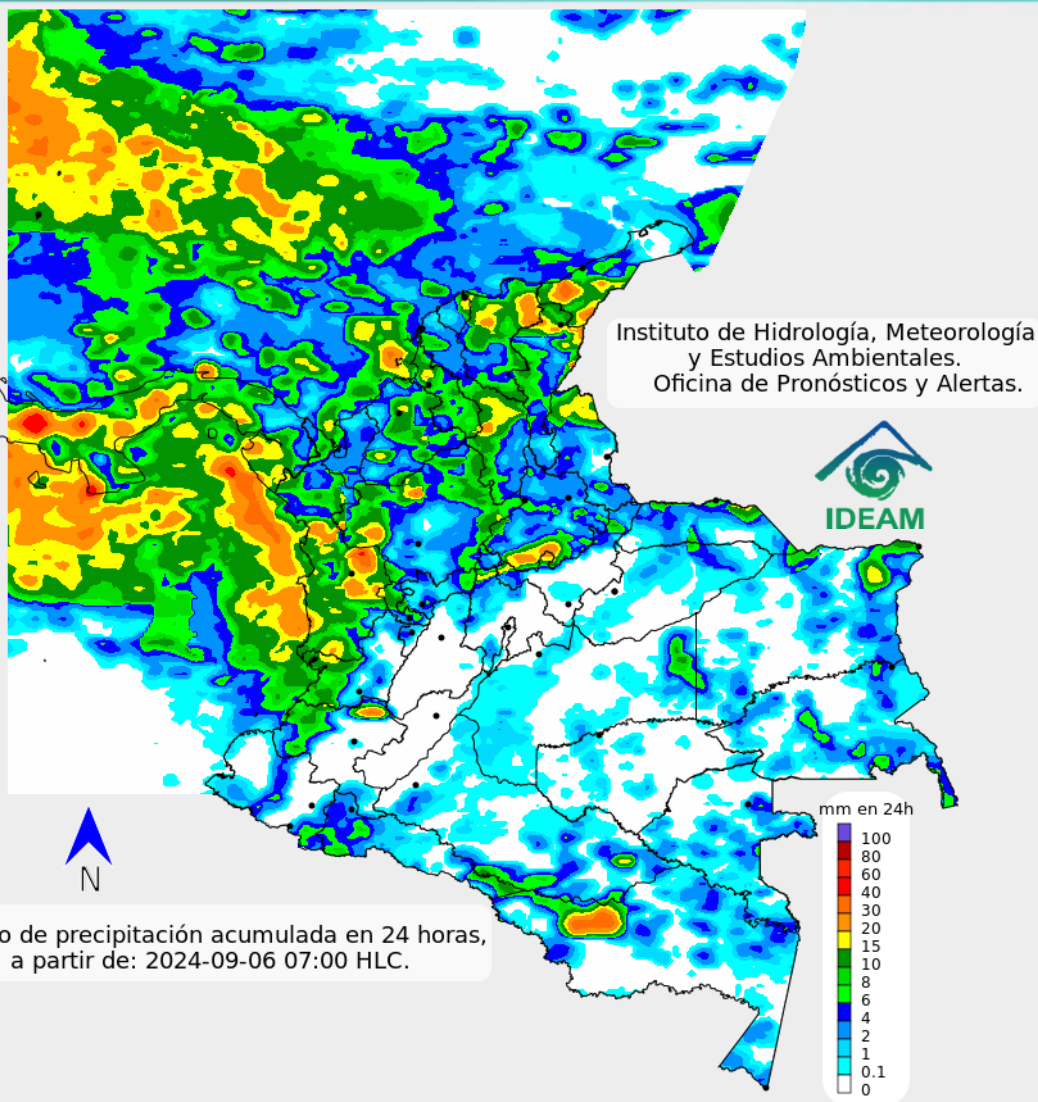 Instituto de Hidrología, Meteorología
y Estudios Ambientales.
Oficina de Pronósticos y Alertas.
IDEAM
mm en 24h
100
80
60
40
30
20
15
10
8
6
4
2
1
0.1
0
N
o de precipitación acumulada en 24 horas,
a partir de: 2024-09-06 07:00 HLC.